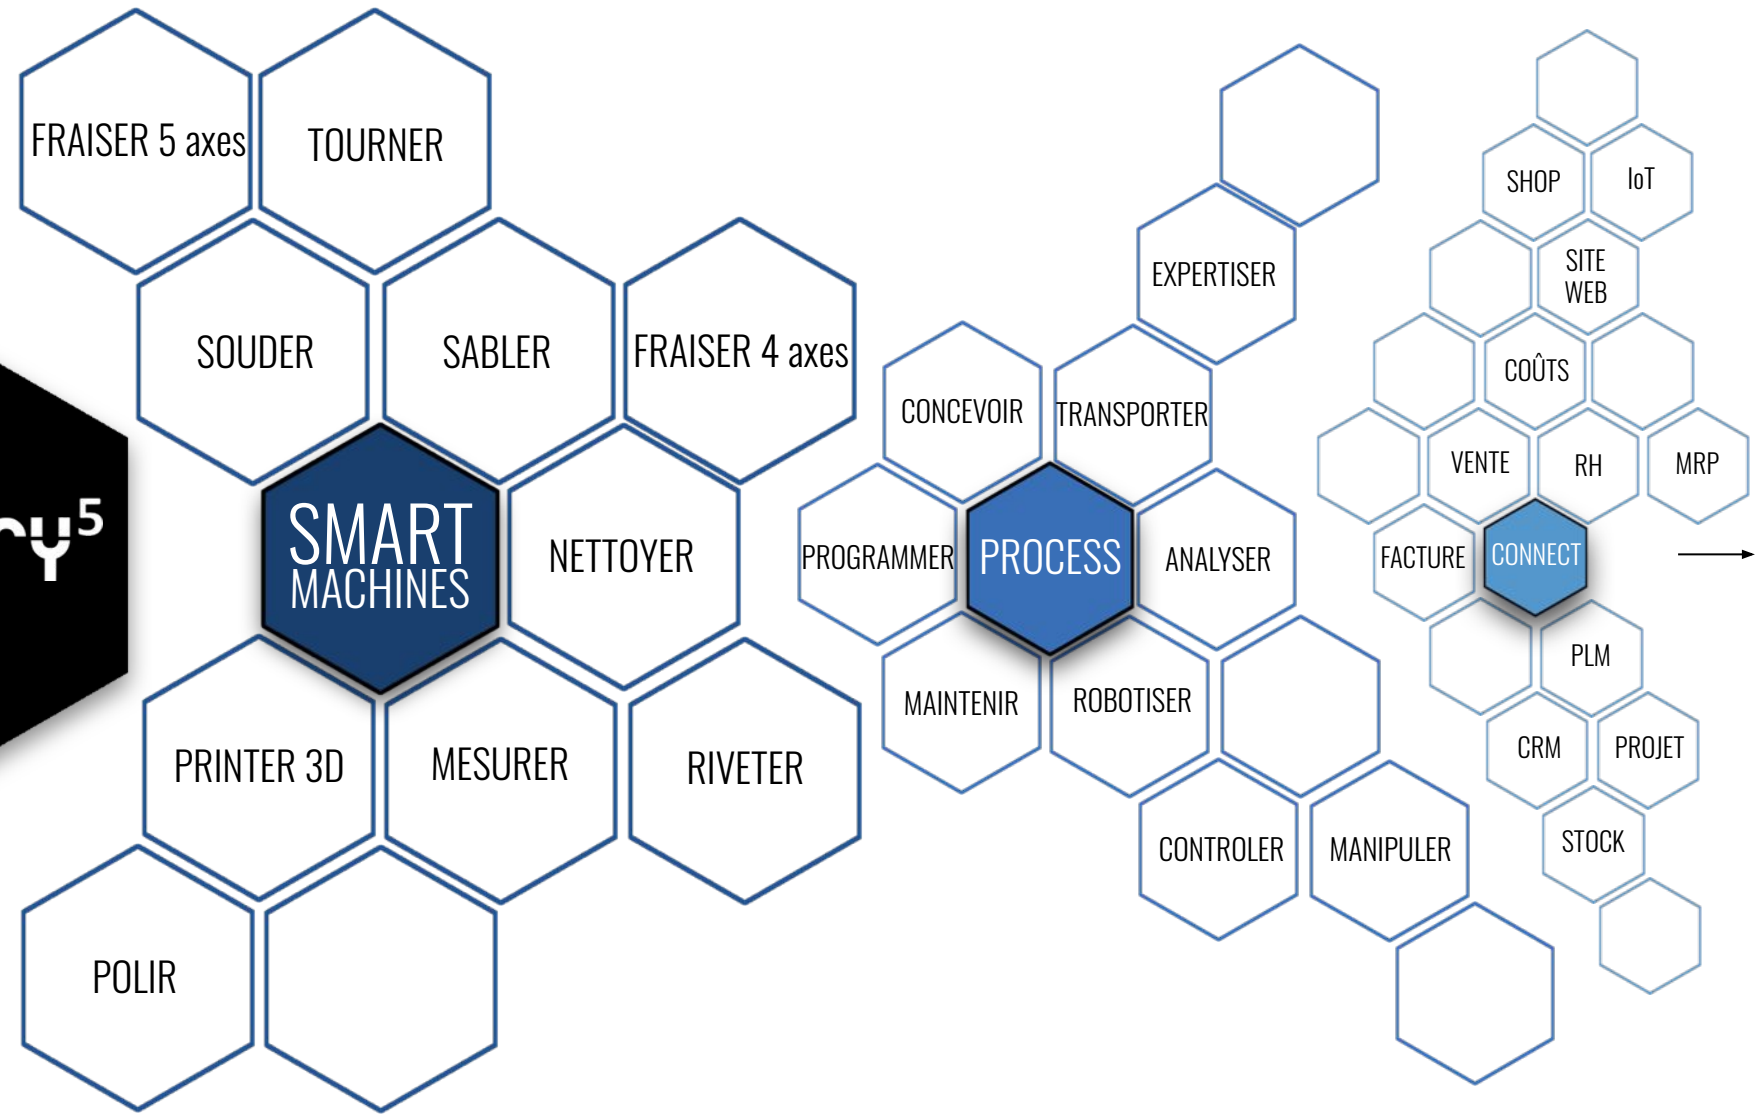 FRAISER 5 axes
TOURNER
SOUDER
SABLER
FRAISER 4 axes
SMART
MACHINES
NETTOYER
PRINTER 3D
MESURER
RIVETER
POLIR
EXPERTISER
CONCEVOIR
TRANSPORTER
PROGRAMMER
PROCESS
ANALYSER
MAINTENIR
ROBOTISER
CONTROLER
MANIPULER
SHOP
IoT
SITE
WEB
COÛTS
VENTE
RH
MRP
FACTURE
CONNECT
PLM
CRM
PROJET
STOCK